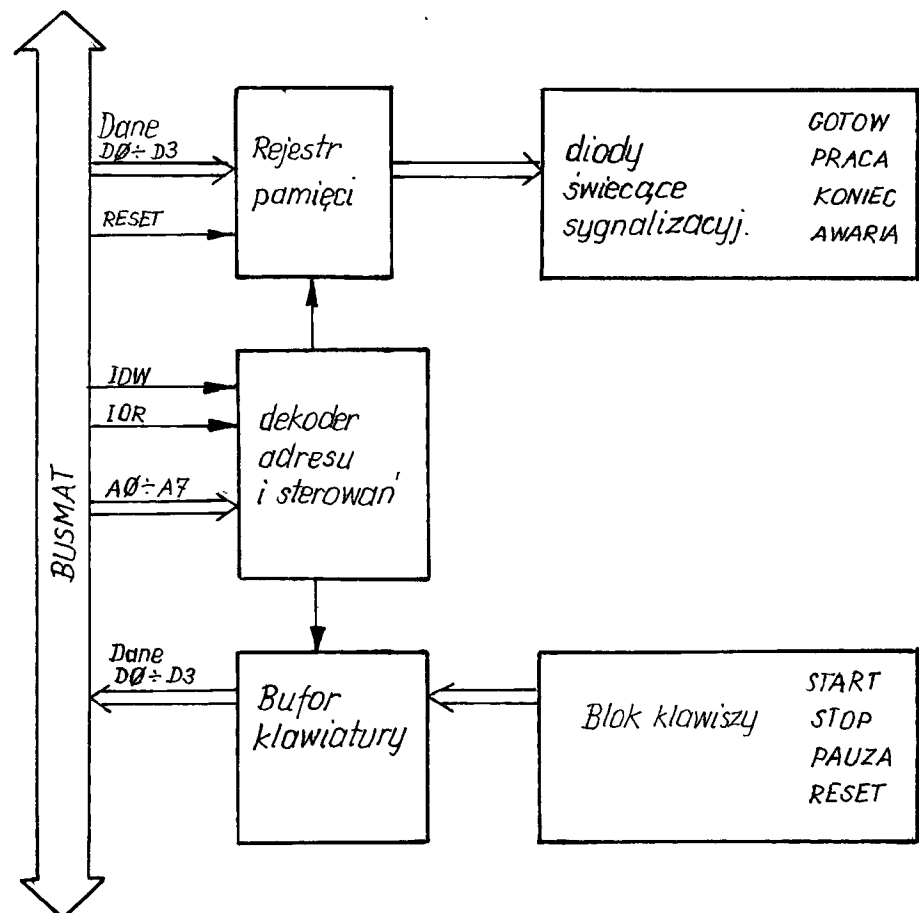 Dane
DØ÷D3
RESET
Rejestr
pamięci
diody
świecące
sygnalizacyj.
GOTOW
PRACA
KONIEC
AWARIA
IDW
IOR
AØ÷A7
dekoder
adresu
i sterowań
BUSMAT
Dane
DØ÷D3
Bufor
klawiatury
Blok klawiszy
START
STOP
PAUZA
RESET